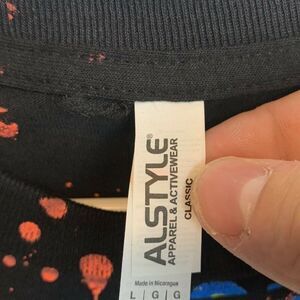 ALSTYLE®
APPAREL & ACTIVEWEAR
CLASSIC
Made in Nicaragua
L | G | G